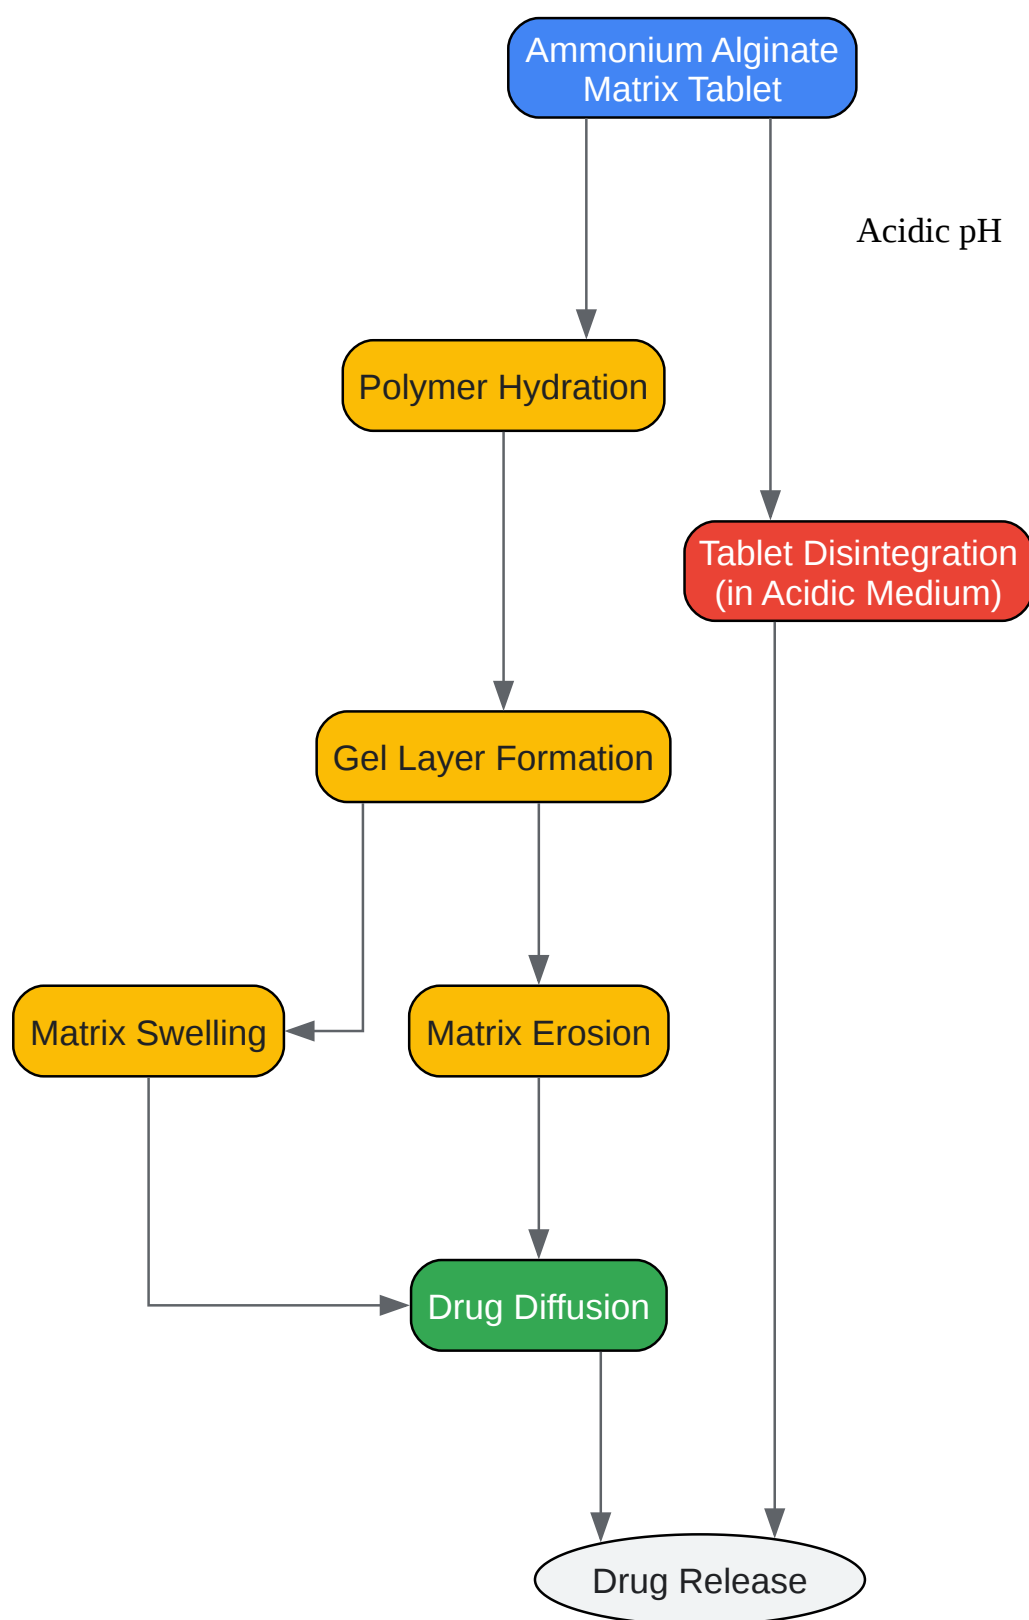 Ammonium Alginate
Matrix Tablet
Acidic pH
Polymer Hydration
Tablet Disintegration
(in Acidic Medium)
Gel Layer Formation
Matrix Swelling
Matrix Erosion
Drug Diffusion
Drug Release